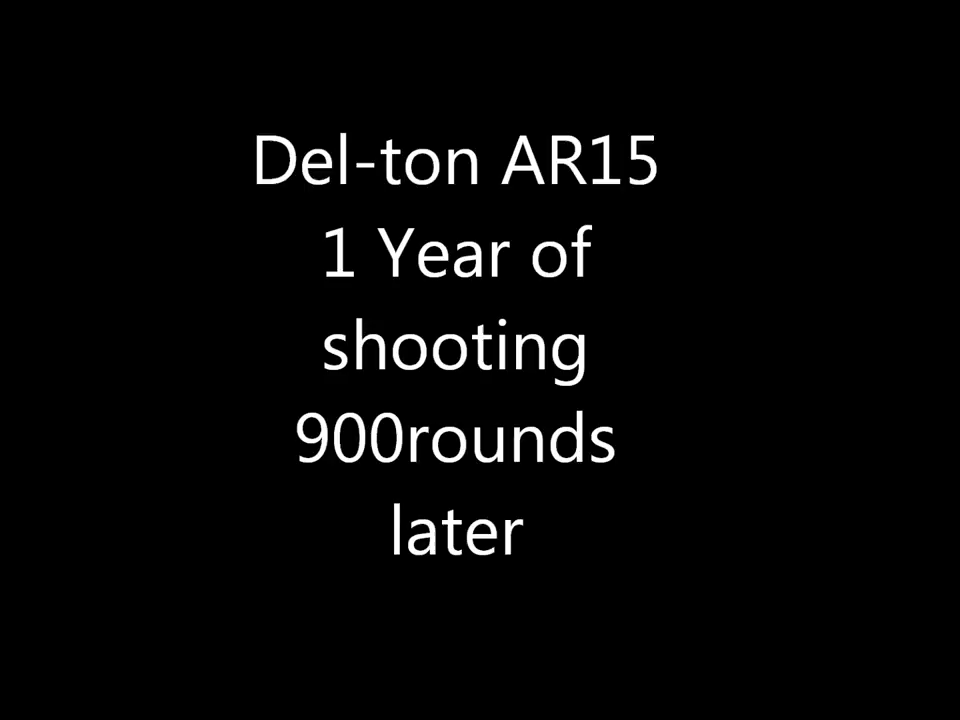 Del-ton AR15
1 Year of
shooting
900rounds
later